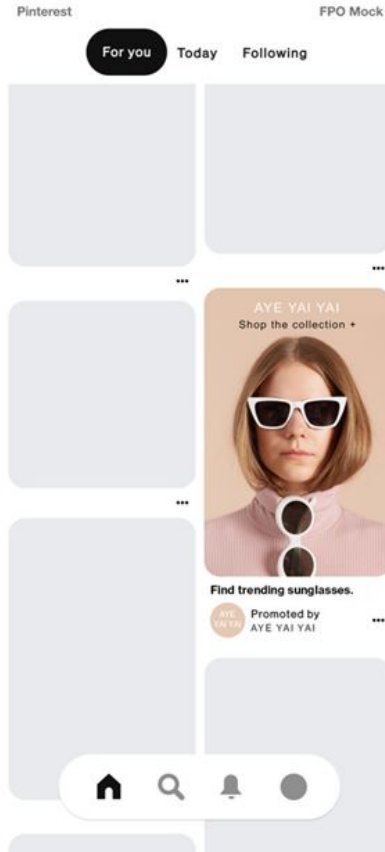 Pinterest
FPO Mock
For you
Today
Following
AYE YAI YAI
Shop the collection +
Find trending sunglasses.
AYE
YAI YAI
Promoted by
AYE YAI YAI